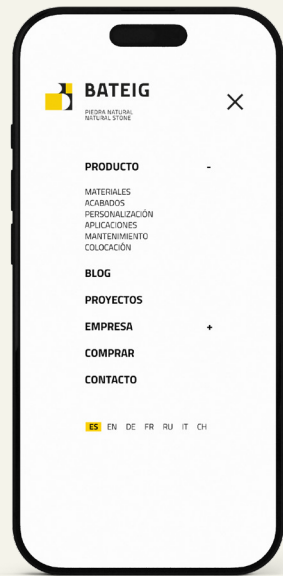 BATEIG
PIEDRA NATURAL
NATURAL STONE
PRODUCTO -
MATERIALES
ACABADOS
PERSONALIZACIÓN
APLICACIONES
MANTENIMIENTO
COLOCACIÓN
BLOG
PROYECTOS
EMPRESA +
COMPRAR
CONTACTO
ES EN DE FR RU IT CH